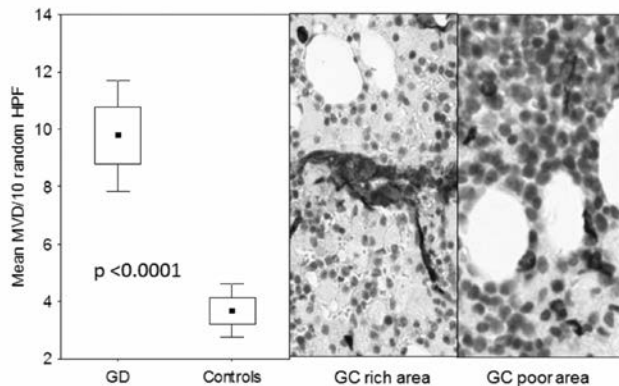 Mean MVD/10 random HPF
14
12
10
8
6
4
2
p <0.0001
GD
Controls
GC rich area
GC poor area